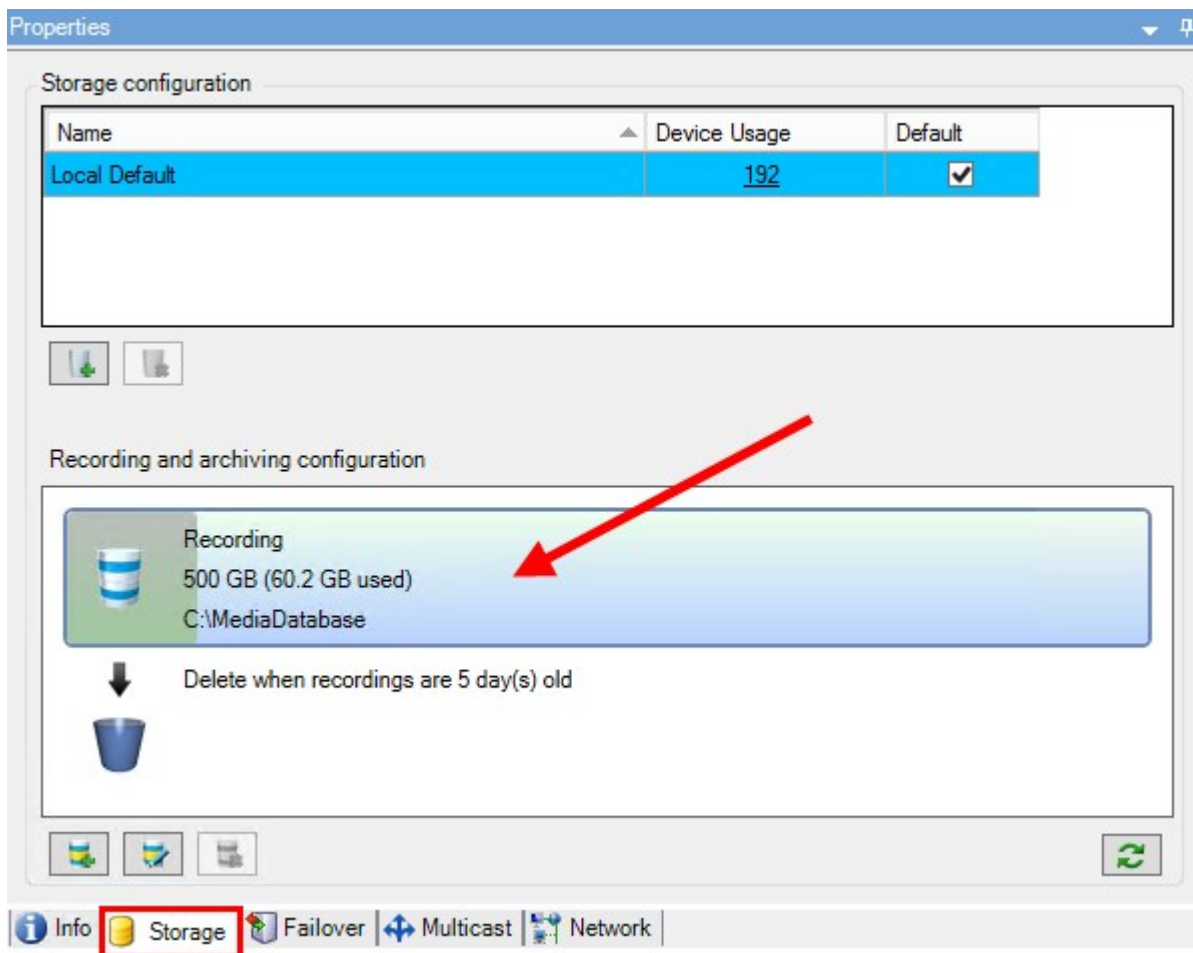 Properties
Storage configuration
Name Device Usage Default
Local Default 192
Recording and archiving configuration
Recording
500 GB (60.2 GB used)
C:\MediaDatabase
Delete when recordings are 5 day(s) old
Info Storage Failover Multicast Network